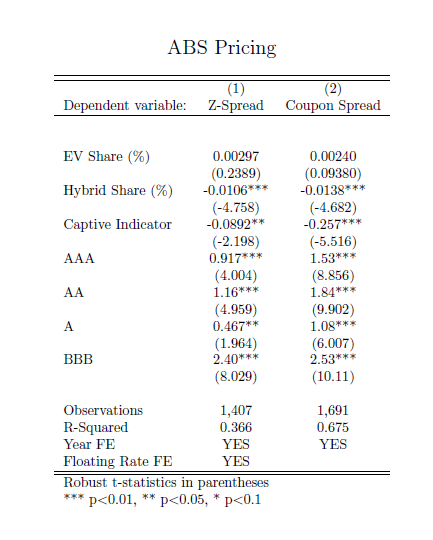 ABS Pricing
(1) (2)
Dependent variable: Z-Spread Coupon Spread
EV Share (%) 0.00297 0.00240
(0.2389) (0.09380)
Hybrid Share (%) -0.0106*** -0.0138***
(-4.758) (-4.682)
Captive Indicator -0.0892** -0.257***
(-2.198) (-5.516)
AAA 0.917*** 1.53***
(4.004) (8.856)
AA 1.16*** 1.84***
(4.959) (9.902)
A 0.467** 1.08***
(1.964) (6.007)
BBB 2.40*** 2.53***
(8.029) (10.11)
Observations 1,407 1,691
R-Squared 0.366 0.675
Year FE YES YES
Floating Rate FE YES
Robust t-statistics in parentheses
*** p<0.01, ** p<0.05, * p<0.1